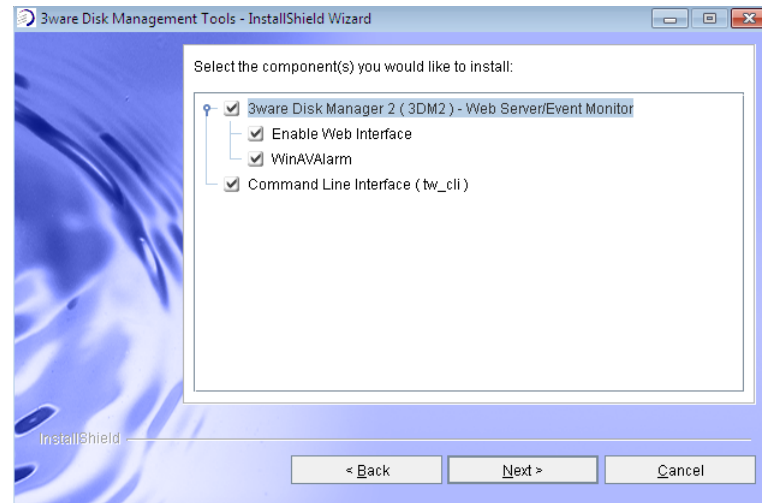 3ware Disk Management Tools - InstallShield Wizard
Select the component(s) you would like to install:
3ware Disk Manager 2 ( 3DM2 ) - Web Server/Event Monitor
Enable Web Interface
WinAVAlarm
Command Line Interface ( tw_cli )
InstallShield
< Back
Next >
Cancel